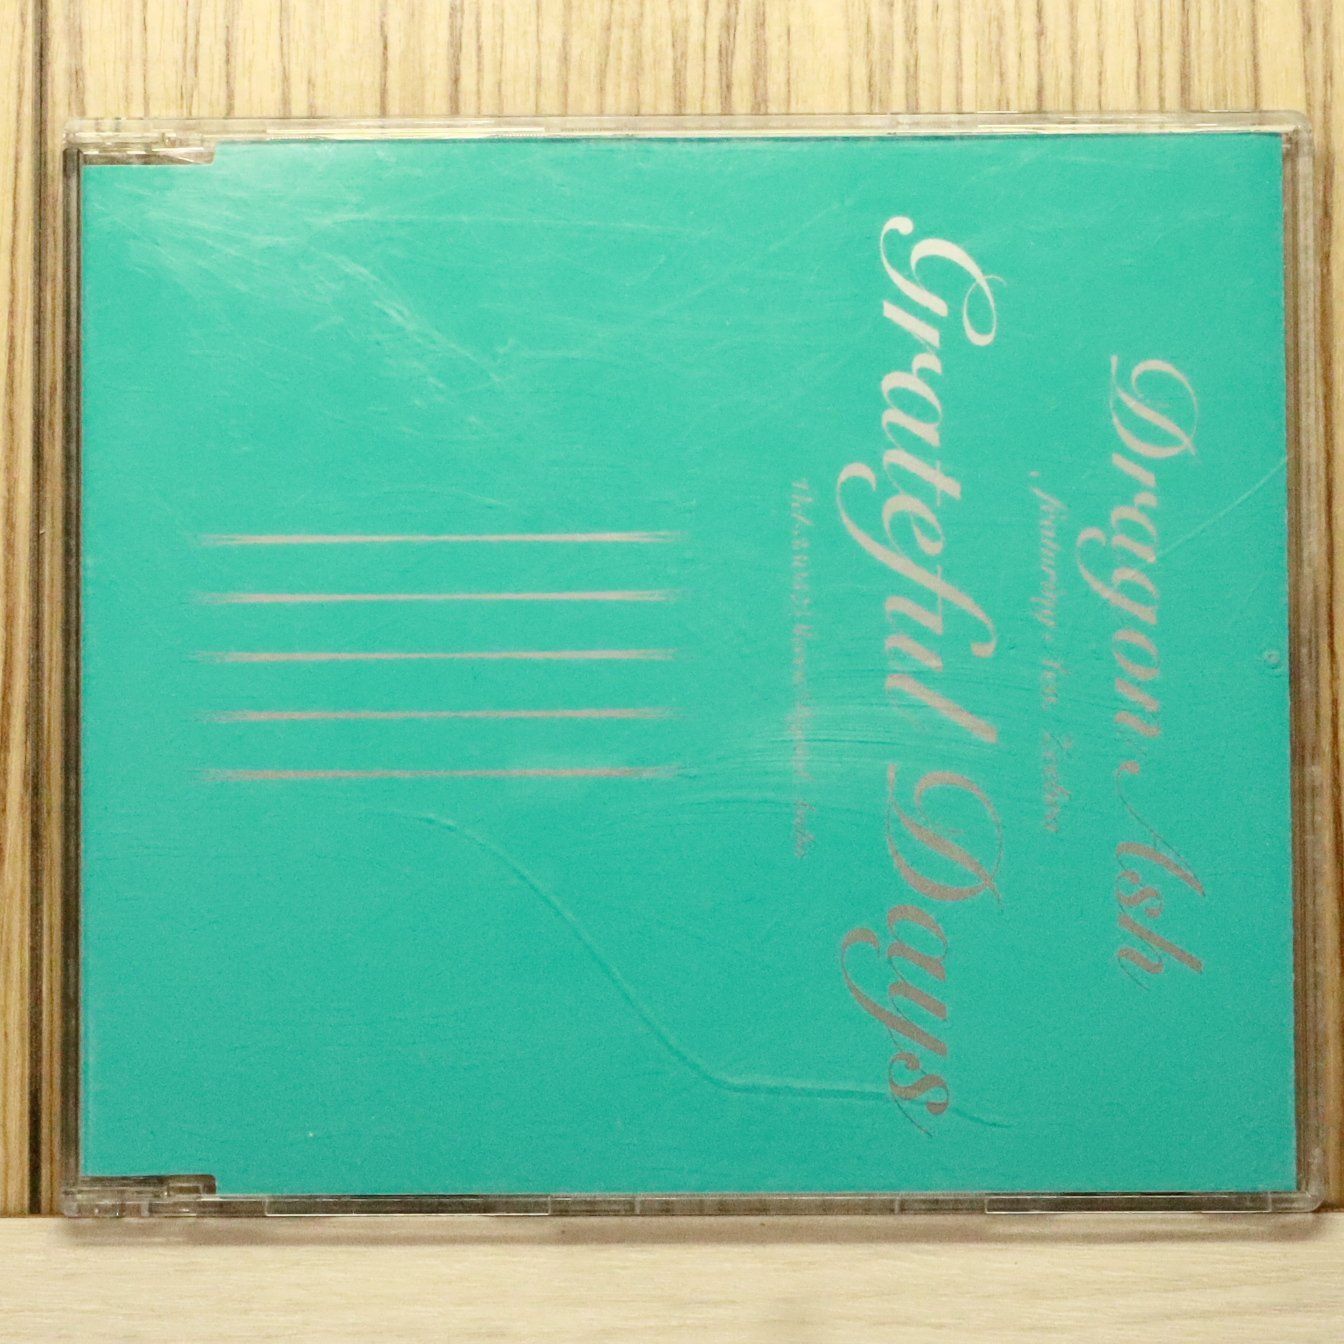 Dragon Ash
featuring Aco, Zeebra
Grateful Days